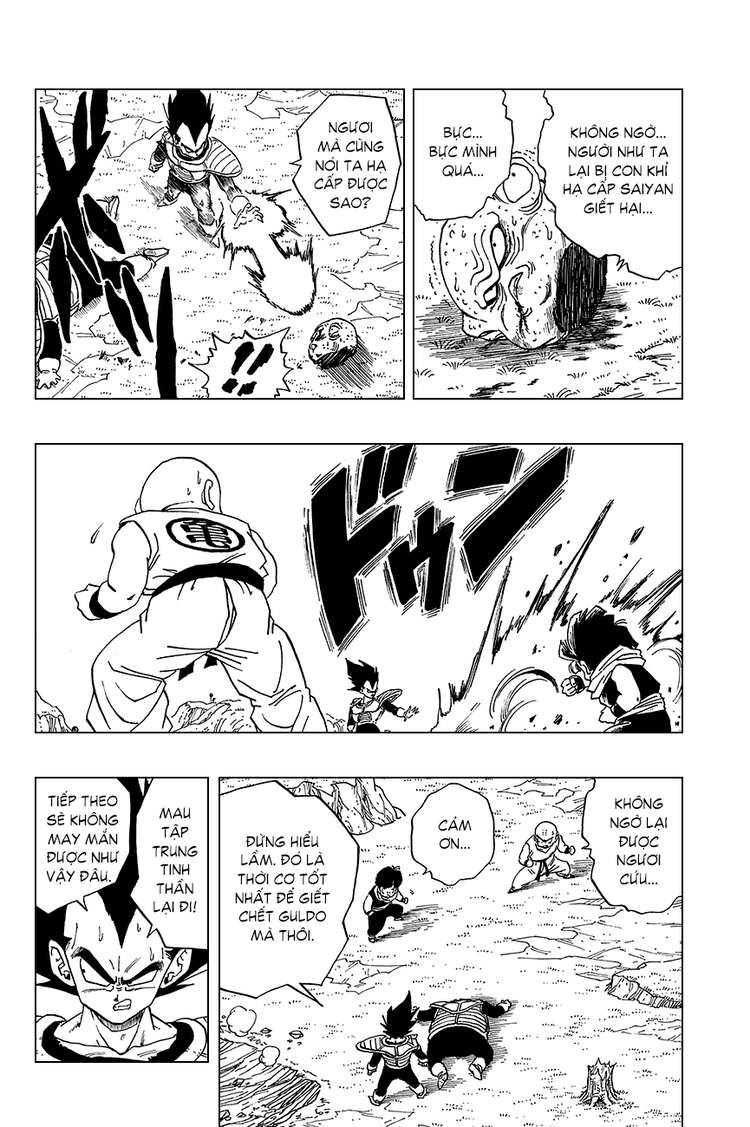 KHÔNG NGỜ...
NGƯỜI NHƯ TA
LẠI BỊ CON KHỈ
HẠ CẤP SAIYAN
GIẾT HẠI...
BỰC...
BỰC MÌNH
QUÁ...
NGƯƠI
MÀ CŨNG
NÓI TA HẠ
CẤP ĐƯỢC
SAO?
!!
ドゥン
亀
KHÔNG
NGỜ LẠI
ĐƯỢC
NGƯƠI
CỨU...
CÁM
ƠN...
ĐỪNG HIỂU
LẦM. ĐÓ LÀ
THỜI CƠ TỐT
NHẤT ĐỂ GIẾT
CHẾT GULDO
MÀ THÔI.
MAU
TẬP
TRUNG
TINH
THẦN
LẠI ĐI!
TIẾP THEO
SẼ KHÔNG
MAY MẮN
ĐƯỢC NHƯ
VẬY ĐÂU.